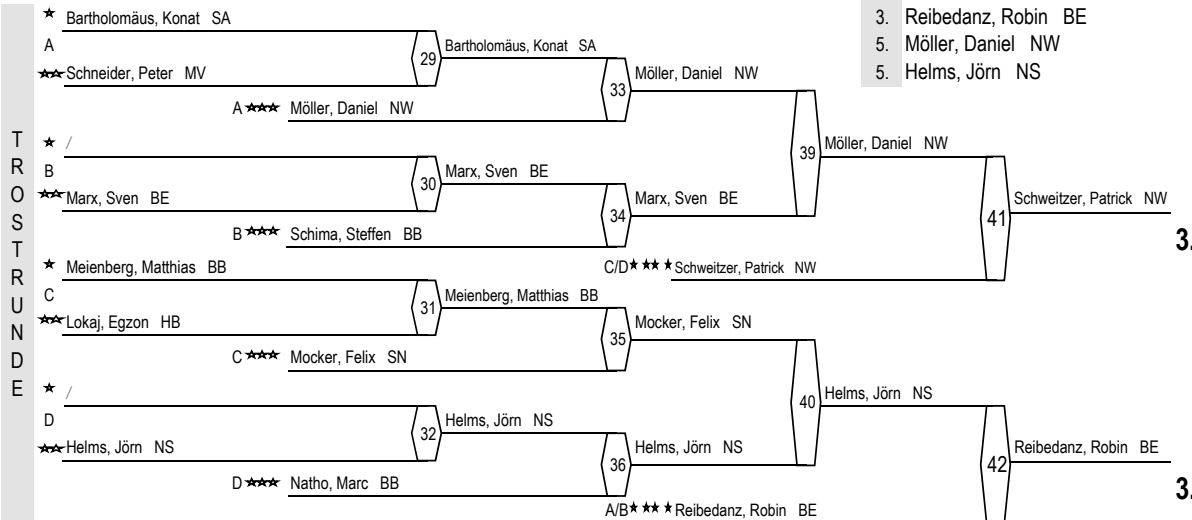 ★ Bartholomäus, Konat SA
A
★★ Schneider, Peter MV
29
Bartholomäus, Konat SA
A ★★★ Möller, Daniel NW
33
Möller, Daniel NW
3. Reibedanz, Robin BE
5. Möller, Daniel NW
5. Helms, Jörn NS
TROSTRUNDE
★ /
B
★★ Marx, Sven BE
30
Marx, Sven BE
B ★★★ Schima, Steffen BB
34
Marx, Sven BE
39
Möller, Daniel NW
C/D ★ ★★ ★ Schweitzer, Patrick NW
41
Schweitzer, Patrick NW
3.
★ Meienberg, Matthias BB
C
★★ Lokaj, Egzon HB
31
Meienberg, Matthias BB
C ★★★ Mocker, Felix SN
35
Mocker, Felix SN
★ /
D
★★ Helms, Jörn NS
32
Helms, Jörn NS
D ★★★ Natho, Marc BB
36
Helms, Jörn NS
40
Helms, Jörn NS
A/B ★ ★★ ★ Reibedanz, Robin BE
42
Reibedanz, Robin BE
3.